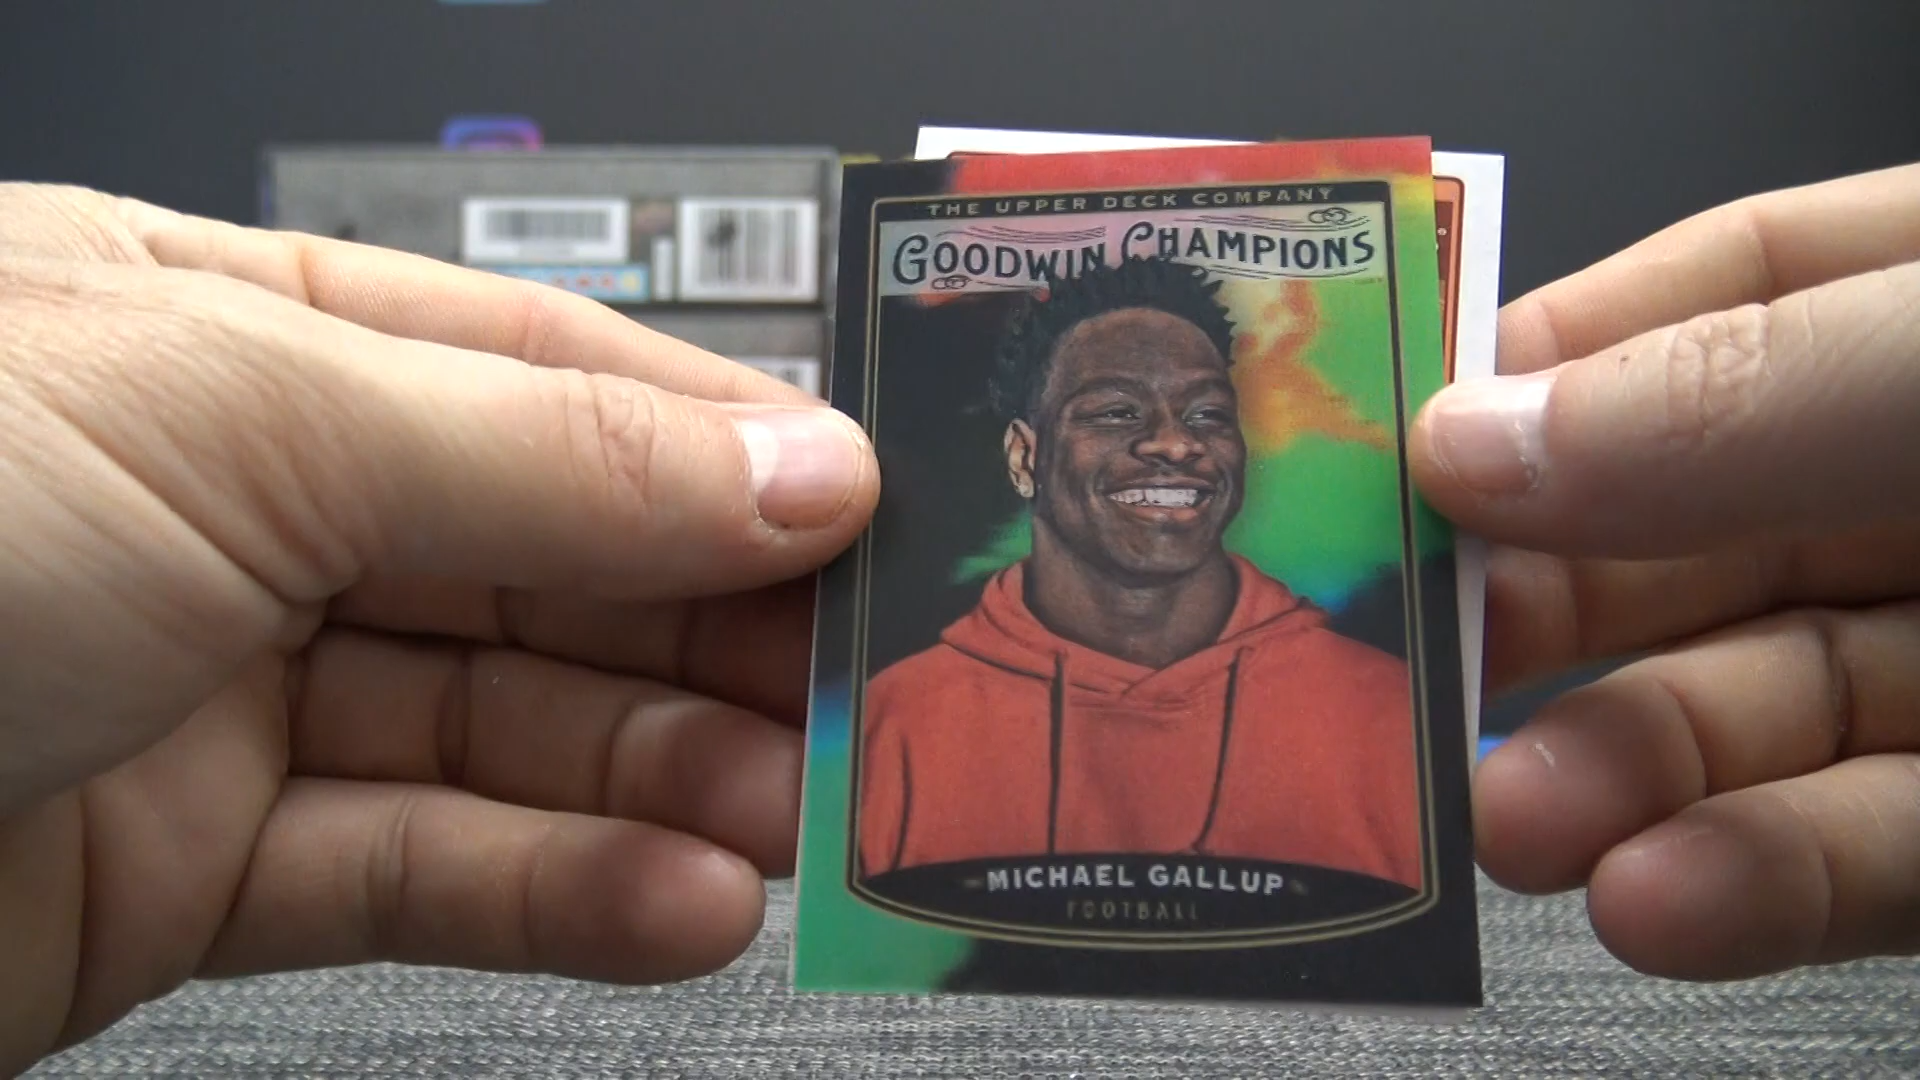 THE UPPER DECK COMPANY
GOODWIN CHAMPIONS
MICHAEL GALLUP
FOOTBALL